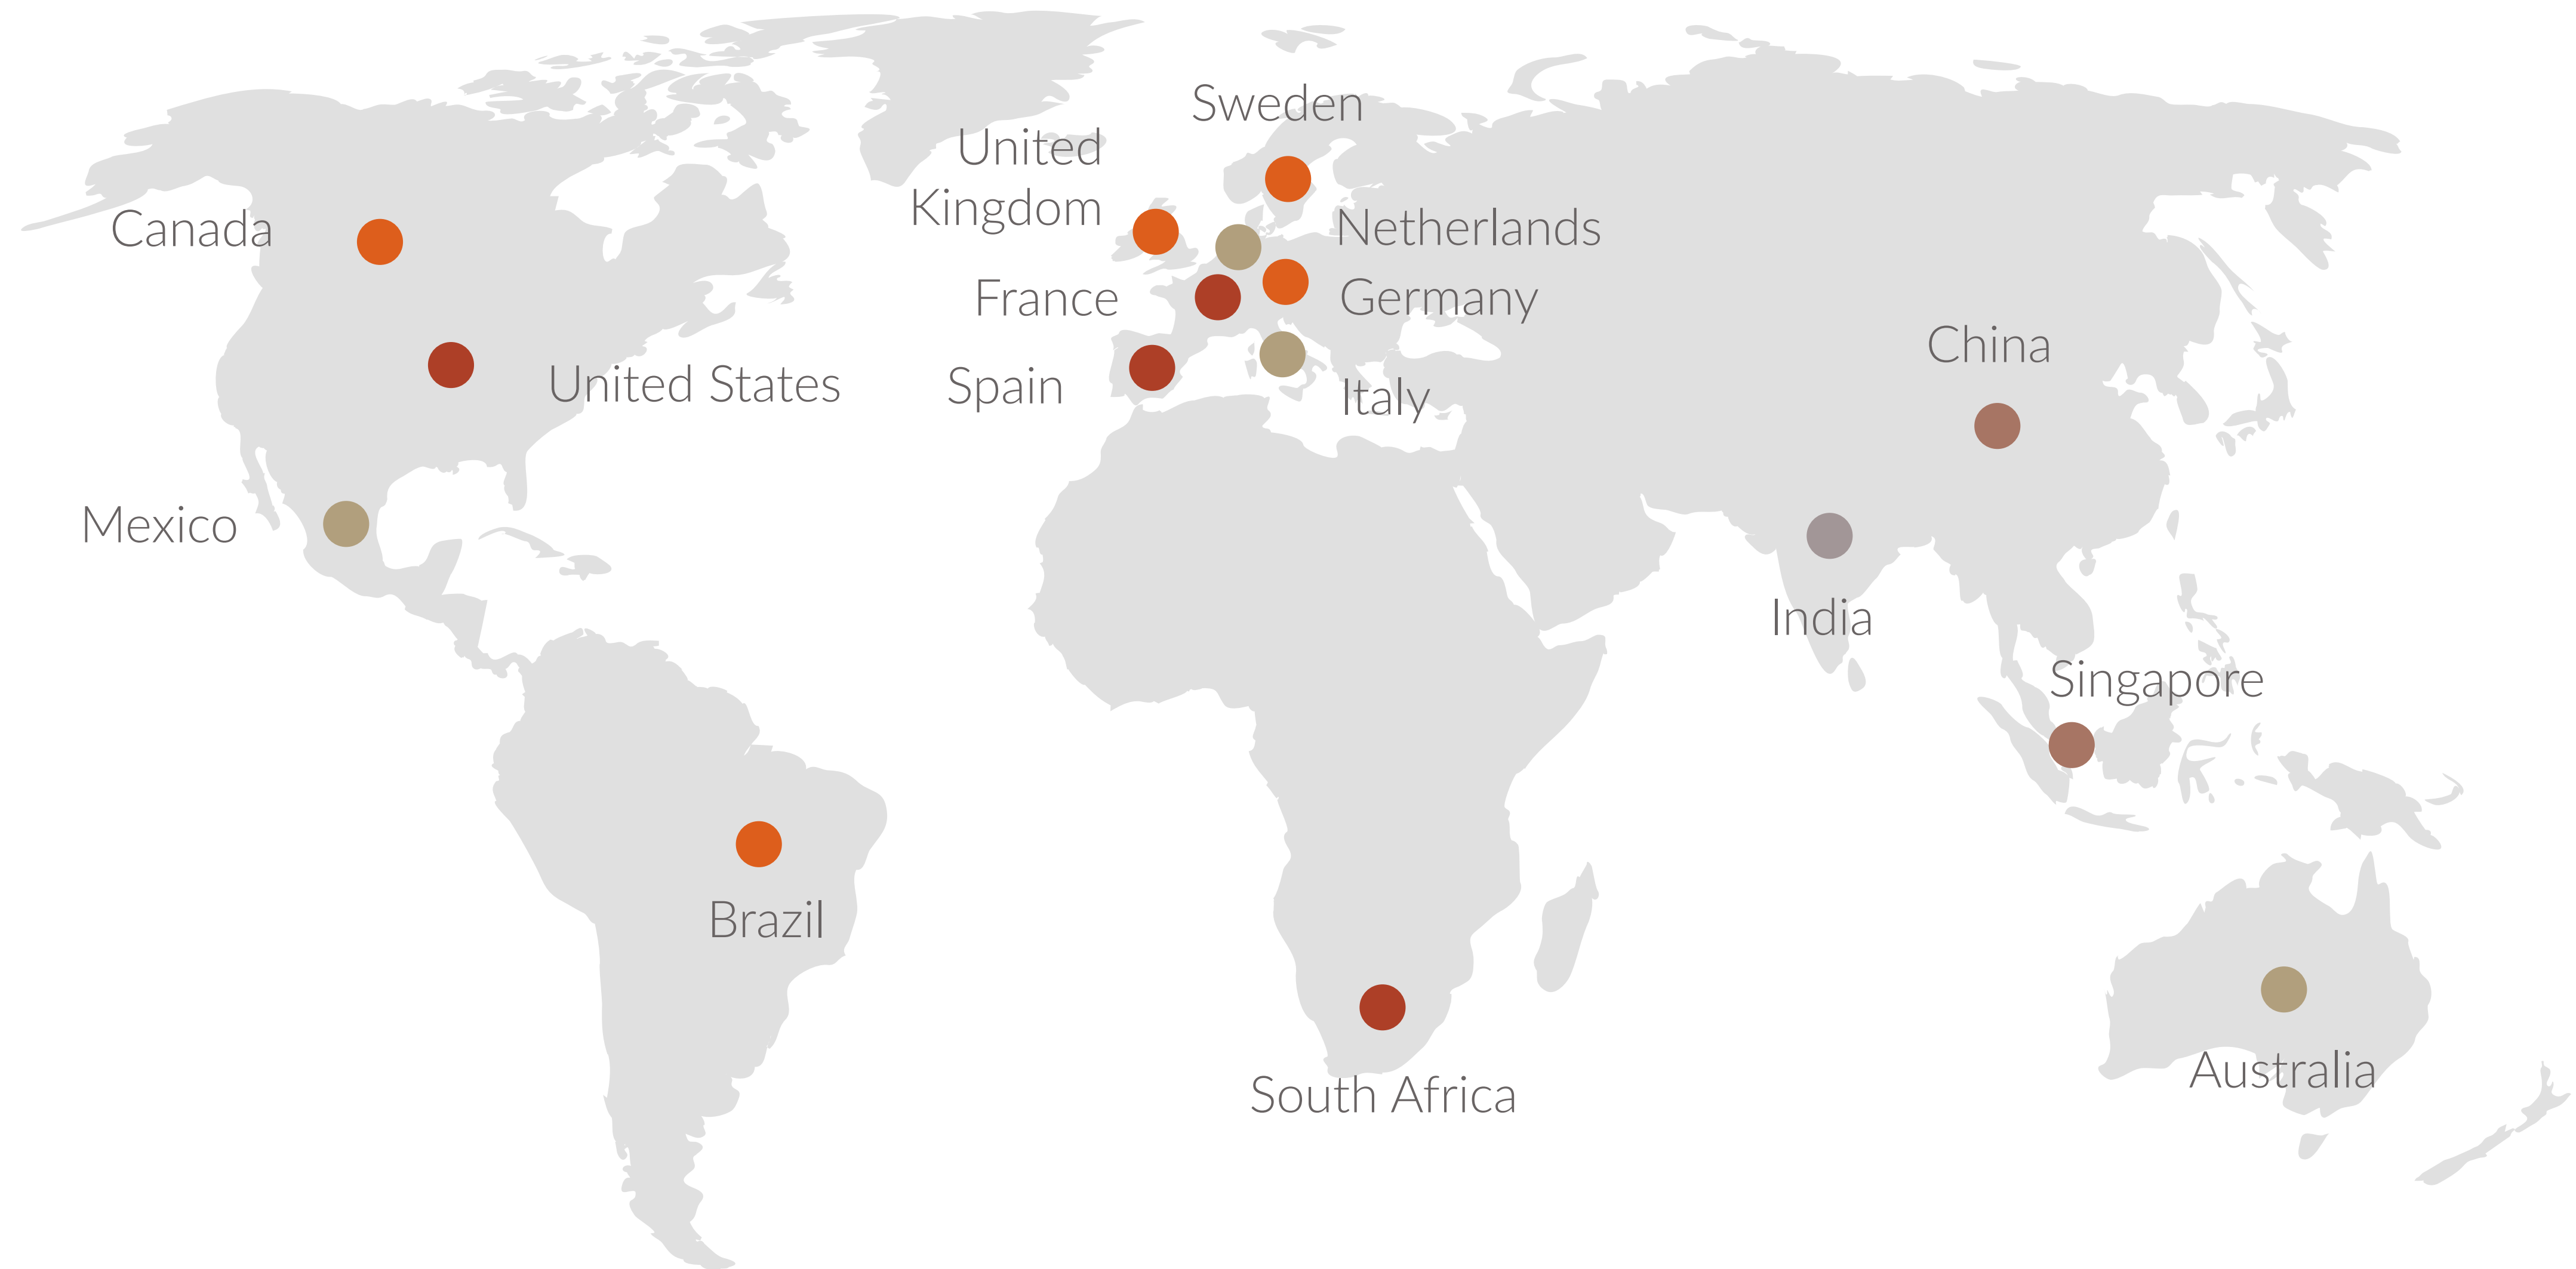 Sweden
United
Kingdom
Canada
Netherlands
France
Germany
China
United States
Spain
Italy
Mexico
India
Singapore
Brazil
Australia
South Africa